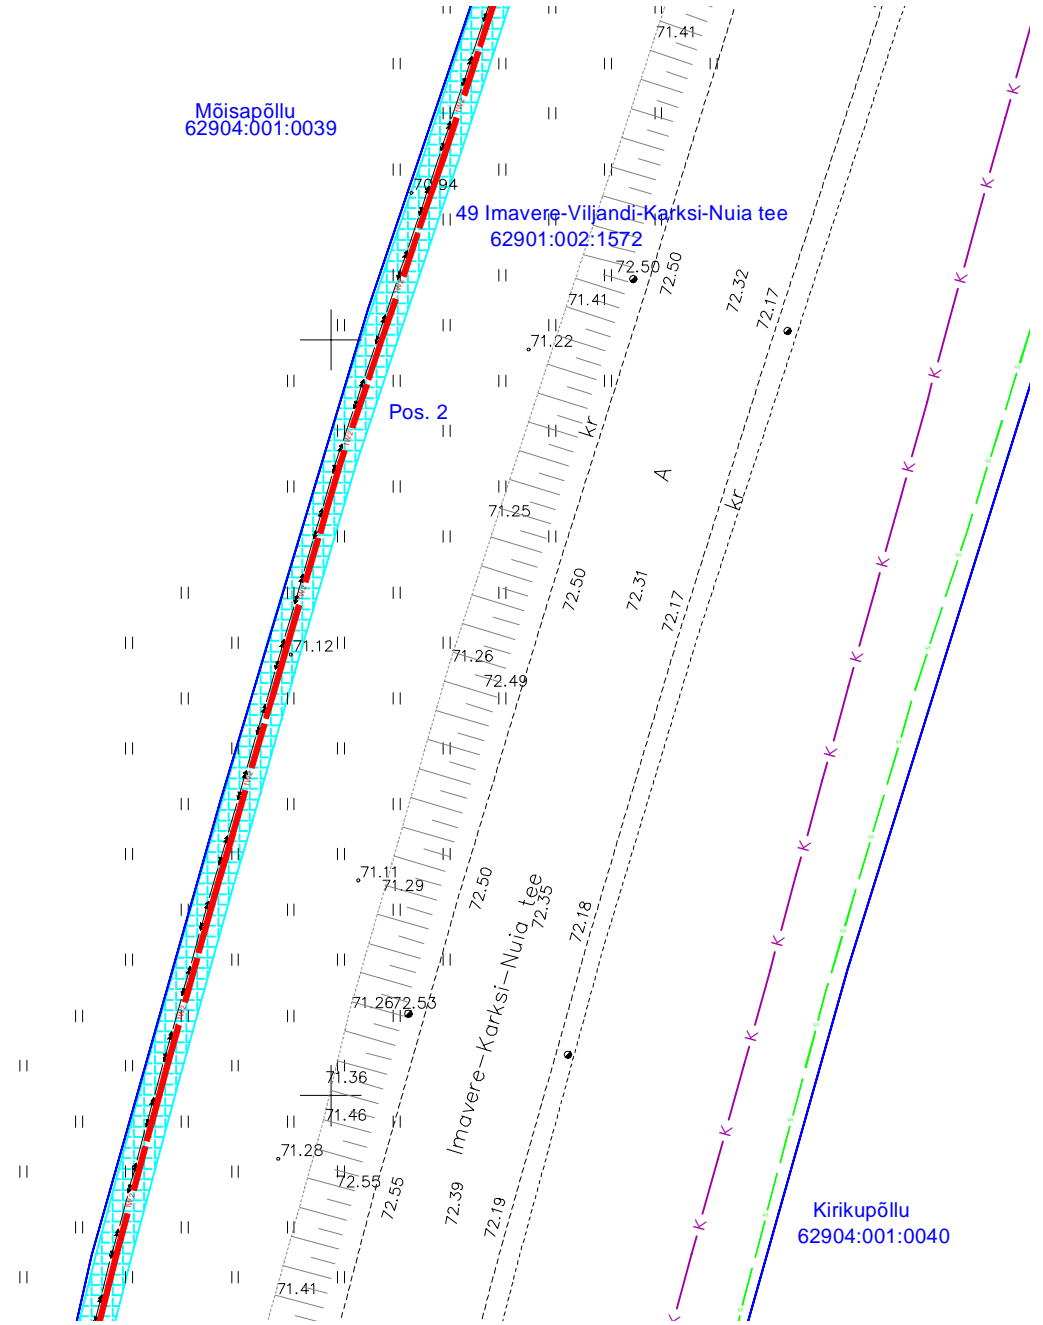 71.41
Mõisapõllu
62904:001:0039
70.94
49 Imavere-Viljandi-Karksi-Nuia tee
62901:002:1572
72.50
72.50
72.32
72.17
71.41
71.22
Pos. 2
kr
A
kr
71.25
72.50
72.31
72.17
71.12
71.26
72.49
71.11
71.29
72.50
72.35
72.18
Imavere-Karksi-Nuia tee
71.26
72.53
71.36
71.46
71.28
72.55
72.55
72.39
72.19
Kirikupõllu
62904:001:0040
71.41
K
K
K
K
K
K
K
K
K
K
K
K
K
K